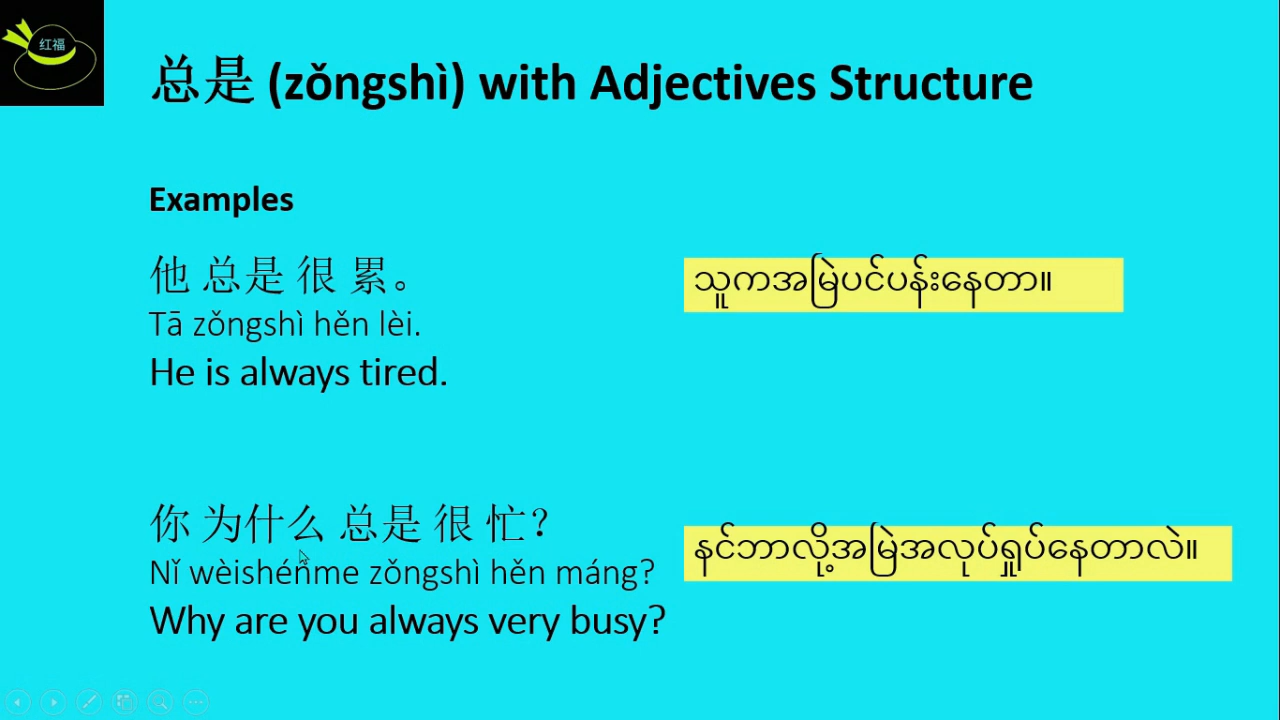 红福
总是 (zǒngshì) with Adjectives Structure
Examples
他 总是 很 累。
Tā zǒngshì hěn lèi.
He is always tired.
သူကအမြဲပင်ပန်းနေတာ။
你 为什么 总是 很 忙？
Nǐ wèishénme zǒngshì hěn máng?
Why are you always very busy?
နင်ဘာလို့အမြဲအလုပ်ရှုပ်နေတာလဲ။